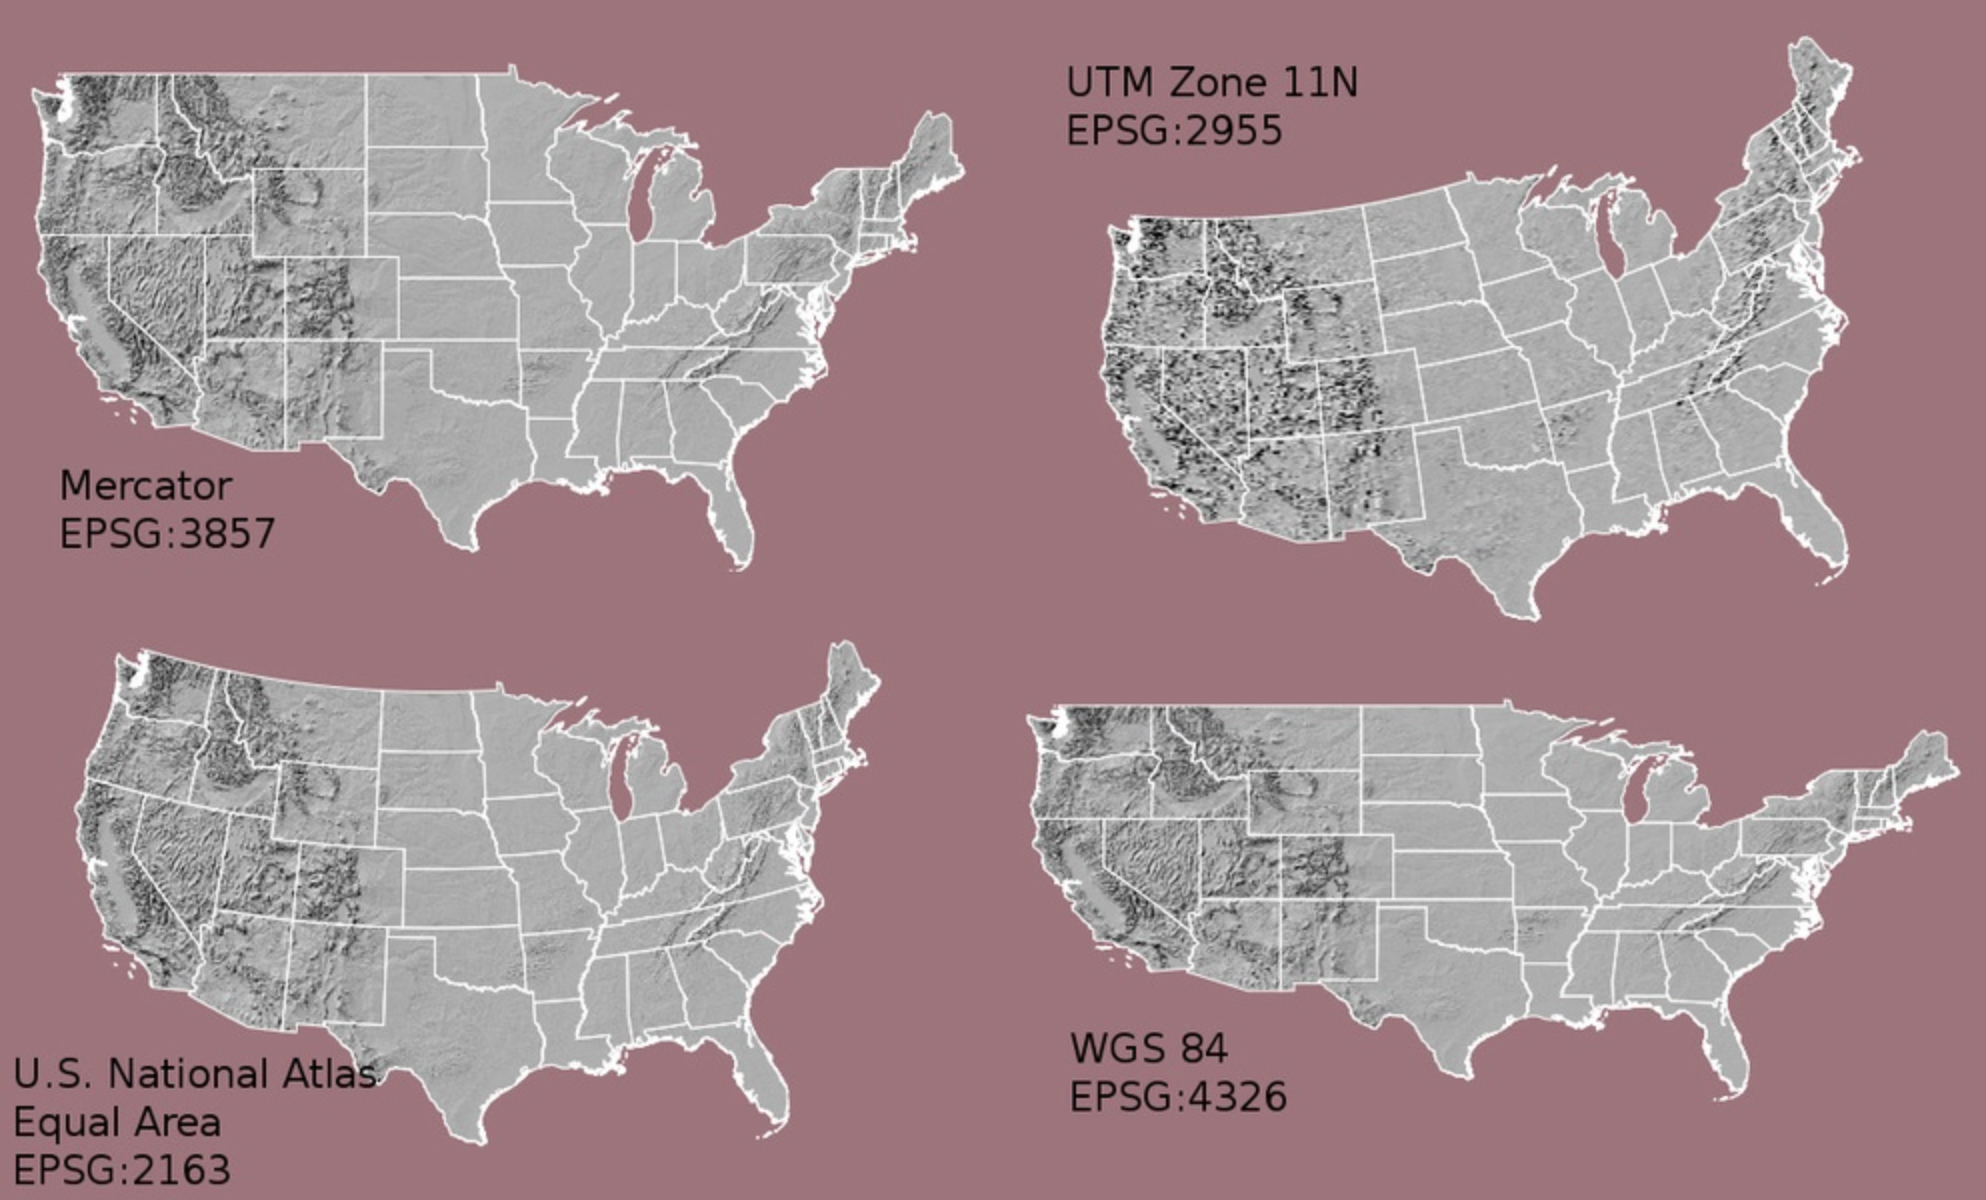 Mercator
EPSG:3857
UTM Zone 11N
EPSG:2955
U.S. National Atlas
Equal Area
EPSG:2163
WGS 84
EPSG:4326